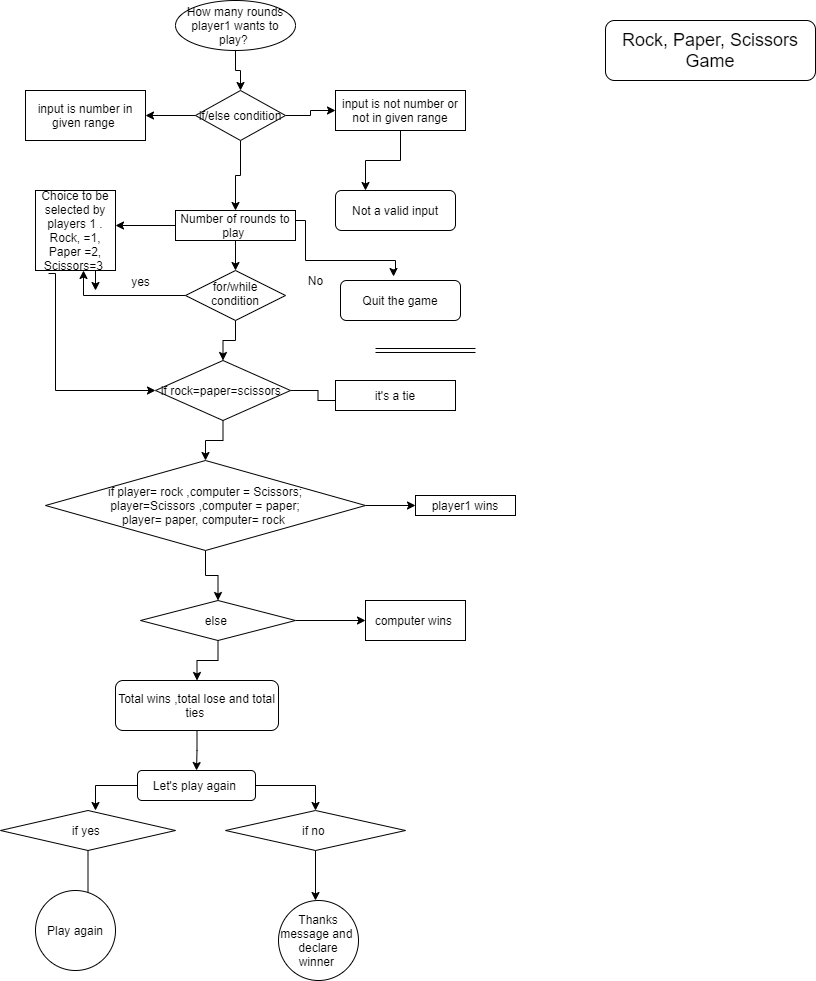 How many rounds
player1 wants to
play?
Rock, Paper, Scissors
Game
input is number in
given range
if/else condition
input is not number or
not in given range
Choice to be
selected by
players 1 .
Rock, =1,
Paper =2,
Scissors=3
Number of rounds to
play
Not a valid input
yes
for/while
condition
No
Quit the game
if rock=paper=scissors
it's a tie
if player= rock ,computer = Scissors;
player=Scissors ,computer = paper;
player= paper, computer= rock
player1 wins
else
computer wins
Total wins ,total lose and total
ties
Let's play again
if yes
if no
Play again
Thanks
message and
declare
winner